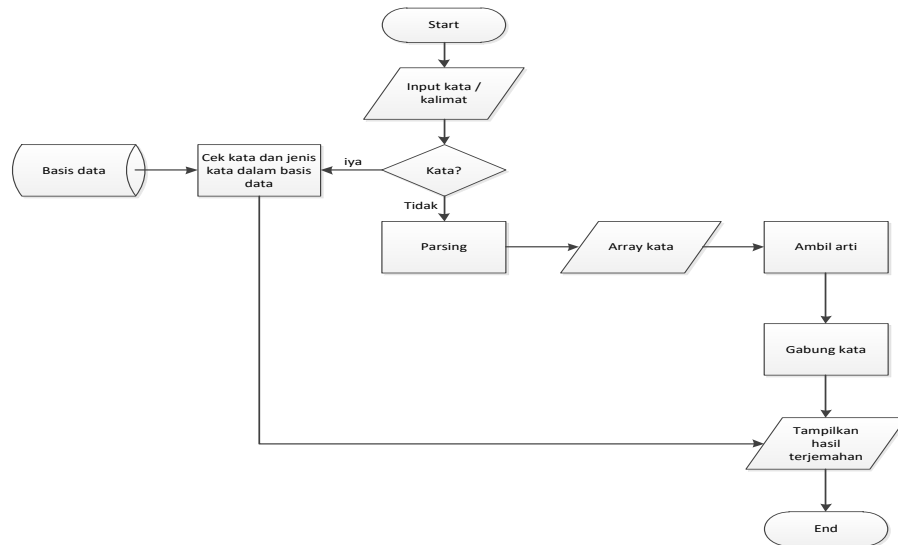 Start
Input kata /
kalimat
Basis data
Cek kata dan jenis
kata dalam basis
data
iya
Kata?
Tidak
Parsing
Array kata
Ambil arti
Gabung kata
Tampilkan
hasil
terjemahan
End